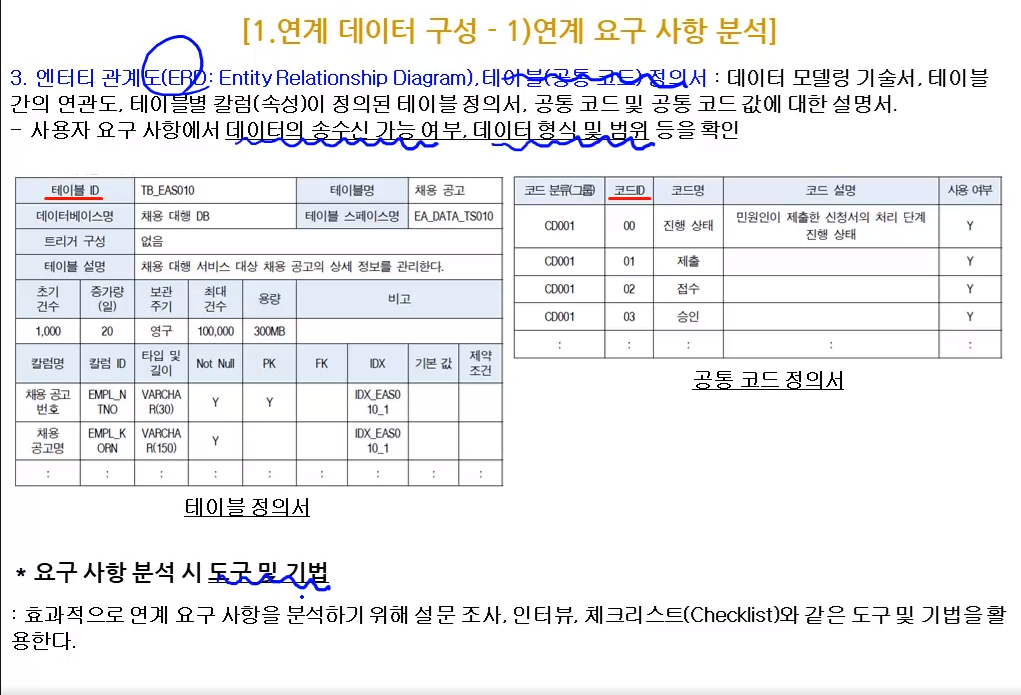 [1.연계 데이터 구성 - 1)연계 요구 사항 분석]
3. 엔터티 관계도(ERD: Entity Relationship Diagram), 테이블(공통 코드) 정의서 : 데이터 모델링 기술서, 테이블
간의 연관도, 테이블별 칼럼(속성)이 정의된 테이블 정의서, 공통 코드 및 공통 코드 값에 대한 설명서.
- 사용자 요구 사항에서 데이터의 송수신 가능 여부, 데이터 형식 및 범위 등을 확인
테이블 ID TB_EAS010 테이블명 채용 공고
데이터베이스명 채용 대행 DB 테이블 스페이스명 EA_DATA_TS010
트리거 구성 없음
테이블 설명 채용 대행 서비스 대상 채용 공고의 상세 정보를 관리한다.
초기 건수 증가량(일) 보관 주기 최대 건수 용량 비고
1,000 20 영구 100,000 300MB
칼럼명 칼럼 ID 타입 및 길이 Not Null PK FK IDX 기본 값 제약 조건
채용 공고 번호 EMPL_NTNO VARCHAR(30) Y Y IDX_EAS010_1
채용 공고명 EMPL_KORN VARCHAR(150) Y IDX_EAS010_1
: : : : : : : : :
테이블 정의서
코드 분류(그룹) 코드ID 코드명 코드 설명 사용 여부
CD001 00 진행 상태 민원인이 제출한 신청서의 처리 단계 진행 상태 Y
CD001 01 제출 Y
CD001 02 접수 Y
CD001 03 승인 Y
: : : : :
공통 코드 정의서
* 요구 사항 분석 시 도구 및 기법
: 효과적으로 연계 요구 사항을 분석하기 위해 설문 조사, 인터뷰, 체크리스트(Checklist)와 같은 도구 및 기법을 활
용한다.